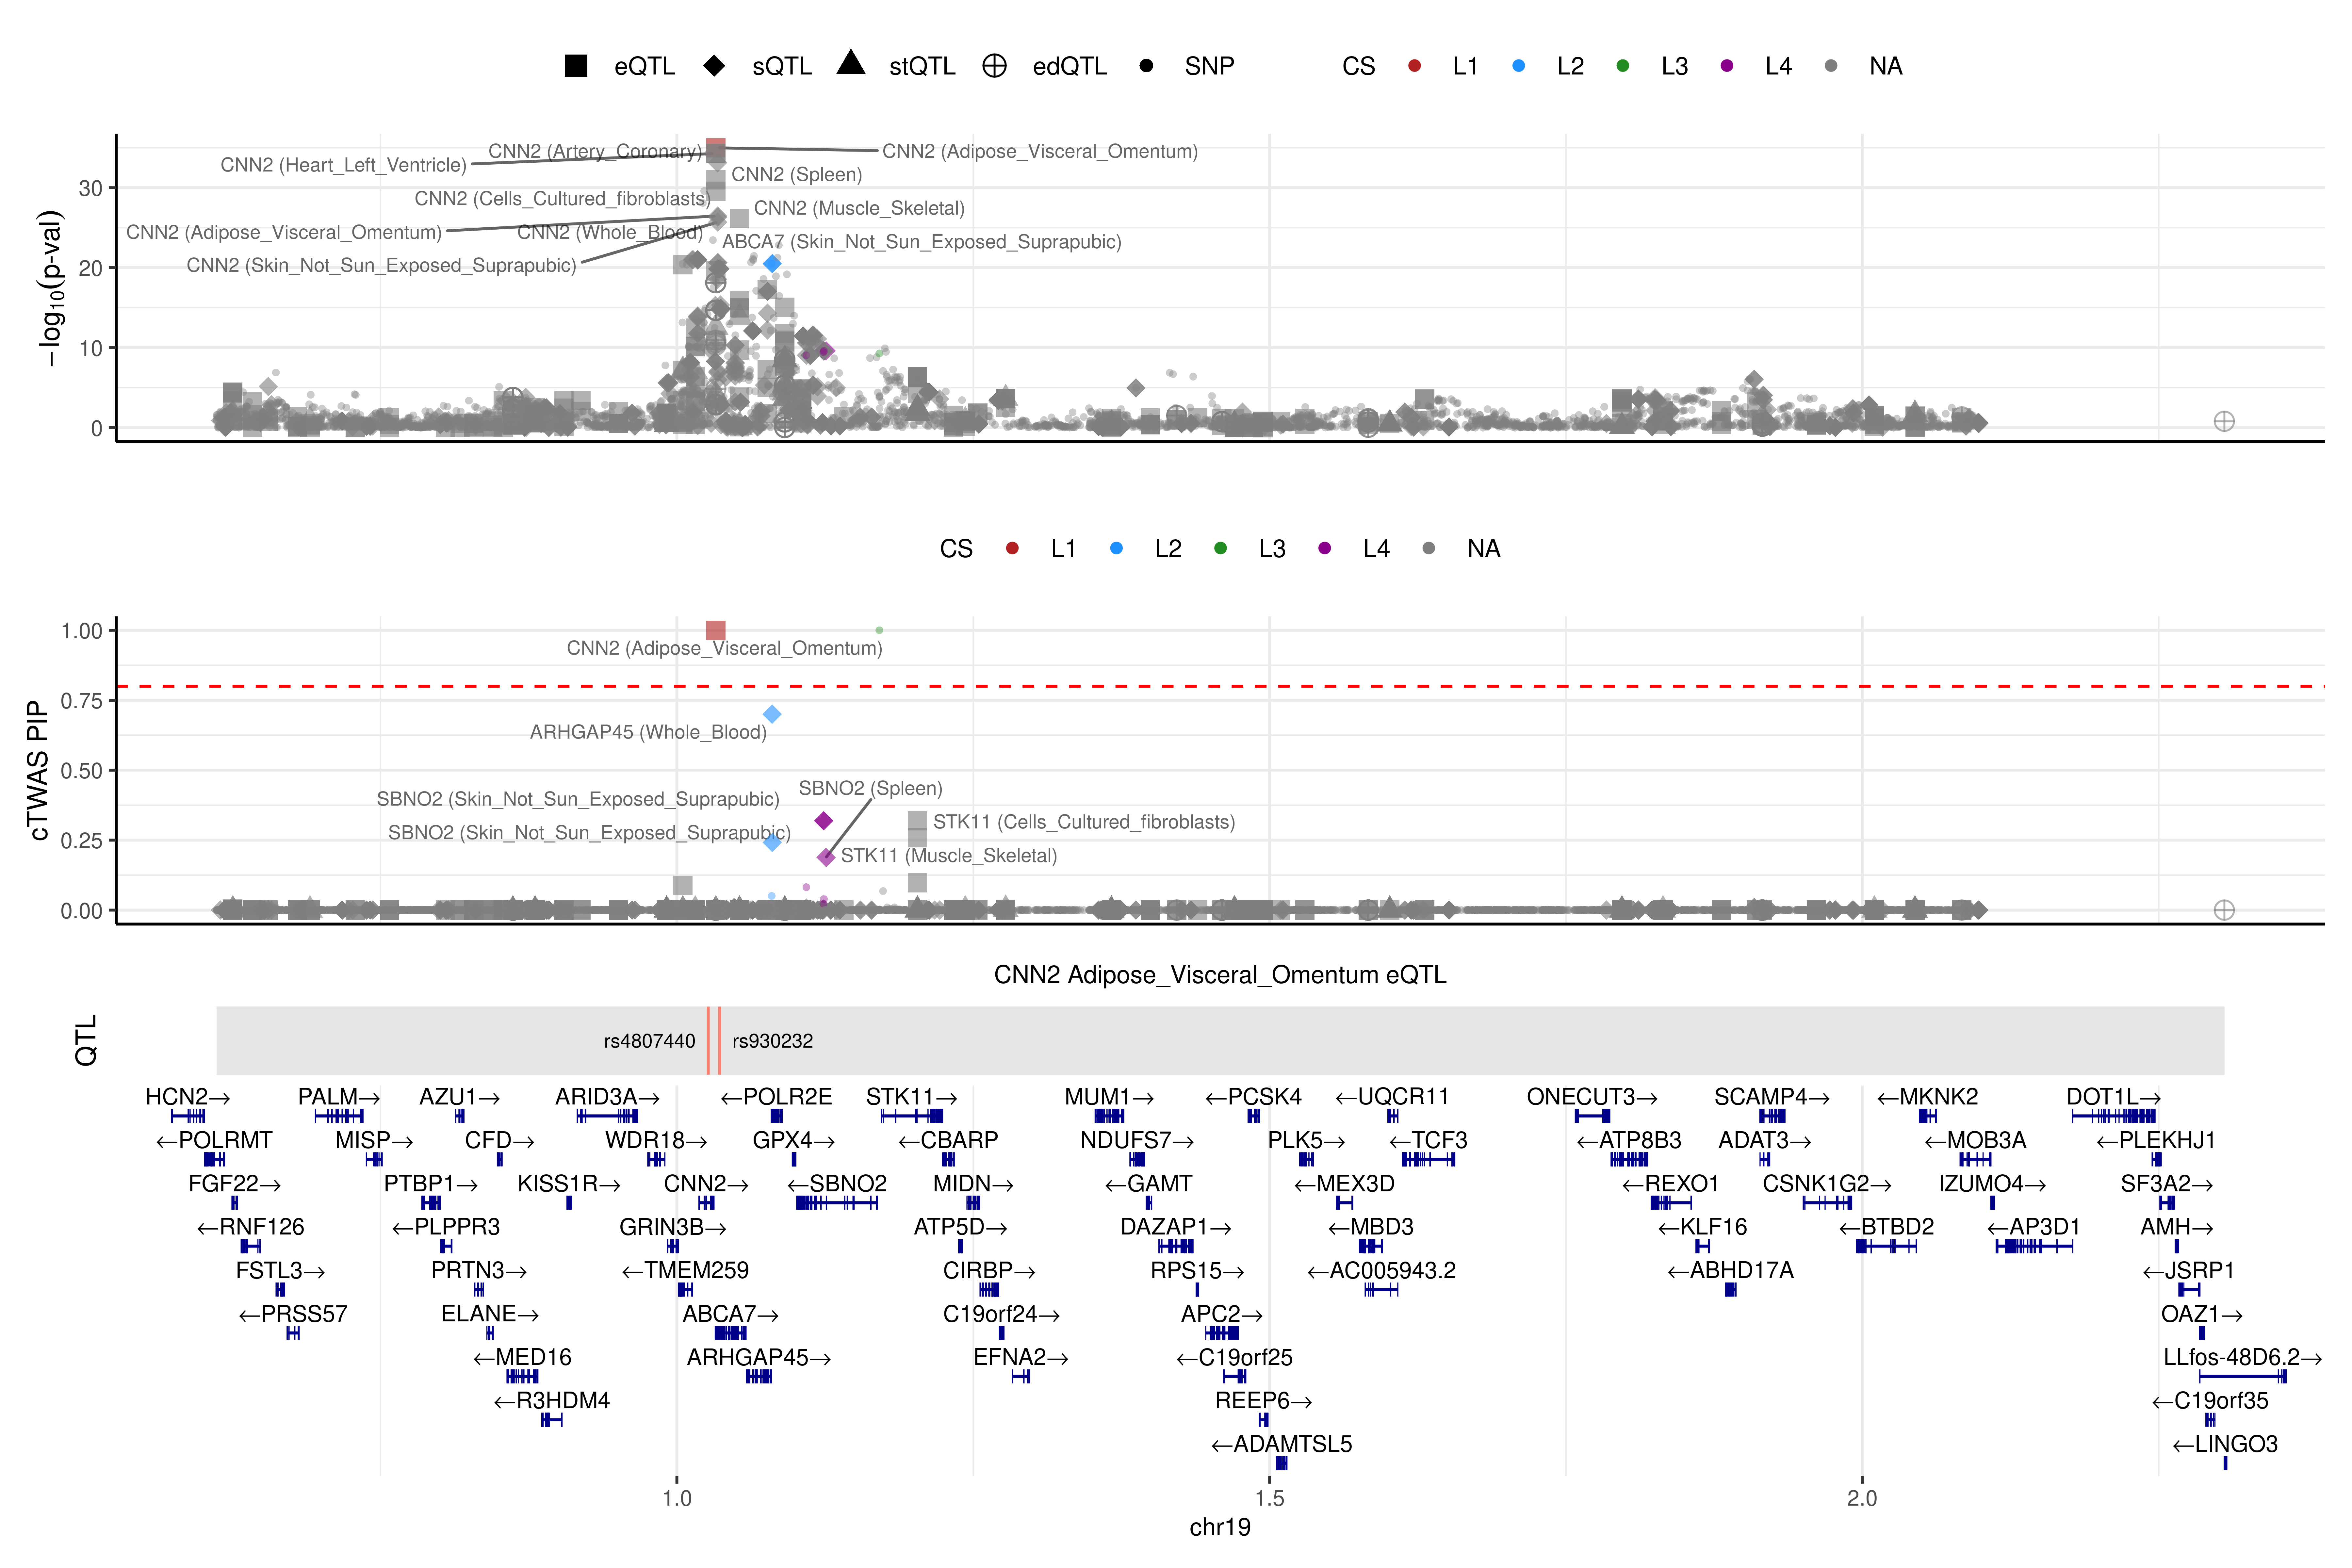 eQTL sQTL stQTL edQTL SNP CS L1 L2 L3 L4 NA
−log10(p-val)
30
20
10
0
CNN2 (Artery_Coronary)
CNN2 (Adipose_Visceral_Omentum)
CNN2 (Heart_Left_Ventricle)
CNN2 (Spleen)
CNN2 (Cells_Cultured_fibroblasts)
CNN2 (Muscle_Skeletal)
CNN2 (Adipose_Visceral_Omentum)
CNN2 (Whole_Blood)
ABCA7 (Skin_Not_Sun_Exposed_Suprapubic)
CNN2 (Skin_Not_Sun_Exposed_Suprapubic)
CS L1 L2 L3 L4 NA
cTWAS PIP
1.00
0.75
0.50
0.25
0.00
CNN2 (Adipose_Visceral_Omentum)
ARHGAP45 (Whole_Blood)
SBNO2 (Spleen)
SBNO2 (Skin_Not_Sun_Exposed_Suprapubic)
STK11 (Cells_Cultured_fibroblasts)
SBNO2 (Skin_Not_Sun_Exposed_Suprapubic)
STK11 (Muscle_Skeletal)
CNN2 Adipose_Visceral_Omentum eQTL
QTL
rs4807440 rs930232
HCN2→ PALM→ AZU1→ ARID3A→ ←POLR2E STK11→ MUM1→ ←PCSK4 ←UQCR11 ONECUT3→ SCAMP4→ ←MKNK2 DOT1L→
←POLRMT MISP→ CFD→ WDR18→ GPX4→ ←CBARP NDUFS7→ PLK5→ ←TCF3 ←ATP8B3 ADAT3→ ←MOB3A ←PLEKHJ1
FGF22→ PTBP1→ KISS1R→ CNN2→ ←SBNO2 MIDN→ ←GAMT ←MEX3D ←REXO1 CSNK1G2→ IZUMO4→ SF3A2→
←RNF126 ←PLPPR3 GRIN3B→ ATP5D→ DAZAP1→ ←MBD3 ←KLF16 ←BTBD2 ←AP3D1 AMH→
FSTL3→ PRTN3→ ←TMEM259 CIRBP→ RPS15→ ←AC005943.2 ←ABHD17A ←JSRP1
←PRSS57 ELANE→ ABCA7→ C19orf24→ APC2→ OAZ1→
←MED16 ARHGAP45→ EFNA2→ ←C19orf25 LLfos-48D6.2→
←R3HDM4 REEP6→ ←C19orf35
←ADAMTSL5 ←LINGO3
1.0 1.5 2.0
chr19